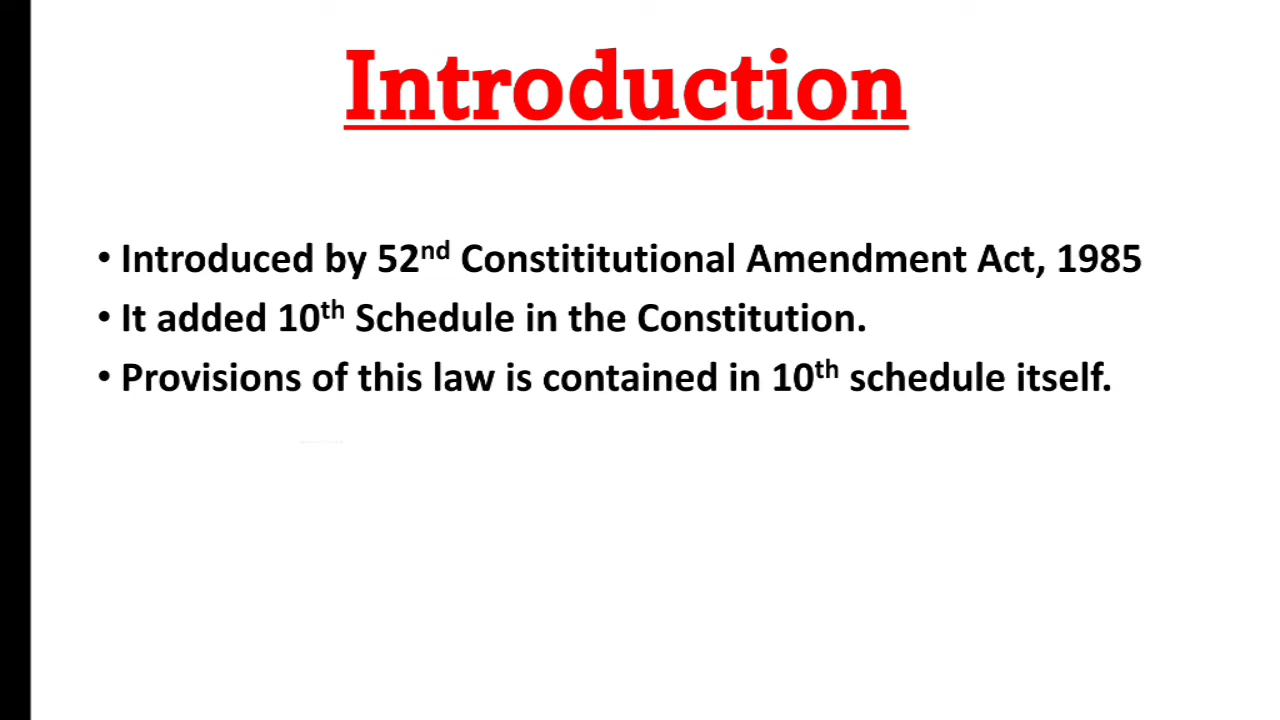 Introduction
• Introduced by 52nd Constititutional Amendment Act, 1985
• It added 10th Schedule in the Constitution.
• Provisions of this law is contained in 10th schedule itself.